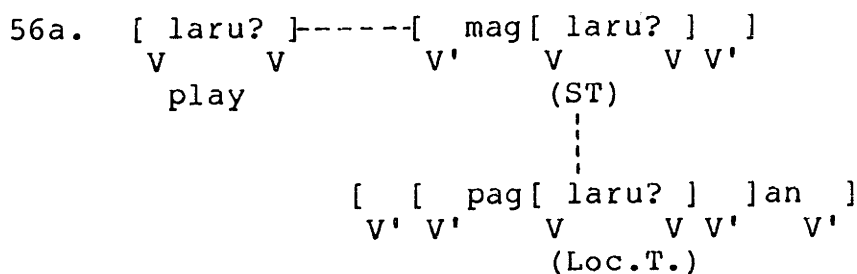 56a. [ laru? ]------[ mag[ laru? ] ]
V V V' V V V'
play (ST)
[ [ pag[ laru? ] ]an ]
V' V' V V V' V'
(Loc.T.)